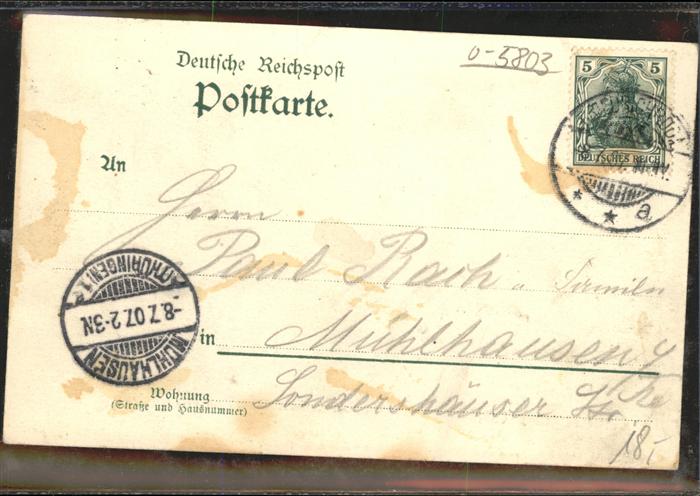 Deutsche Reichspost
Postkarte.
0-5803
5 5
DEUTSCHES REICH
a
An
Herrn
Paul Rach u. Familie
in Mühlhausen
Wohnung
(Straße und Hausnummer)
Sondershäuser Str
MÜHLHAUSEN
-8.7.07.2-3N
(THÜRINGEN) 1
18.-